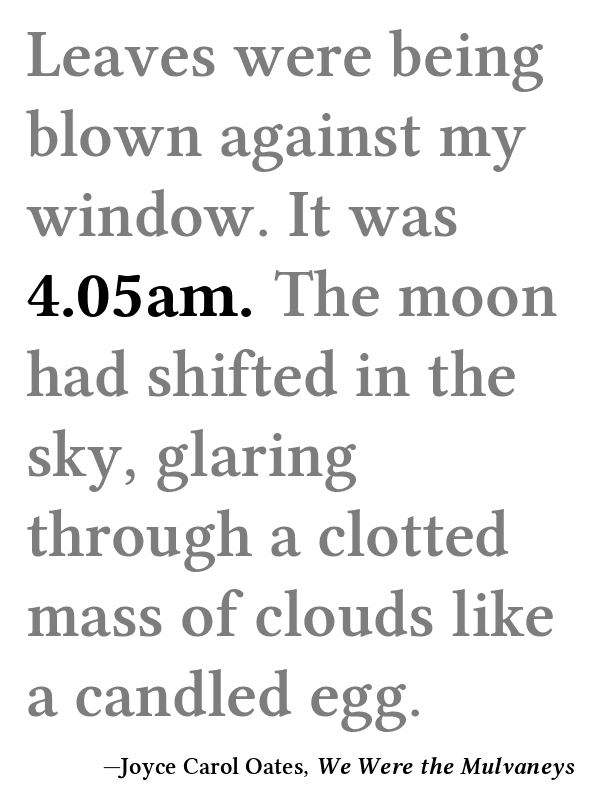 Leaves were being
blown against my
window. It was
4.05am. The moon
had shifted in the
sky, glaring
through a clotted
mass of clouds like
a candled egg.
—Joyce Carol Oates, We Were the Mulvaneys